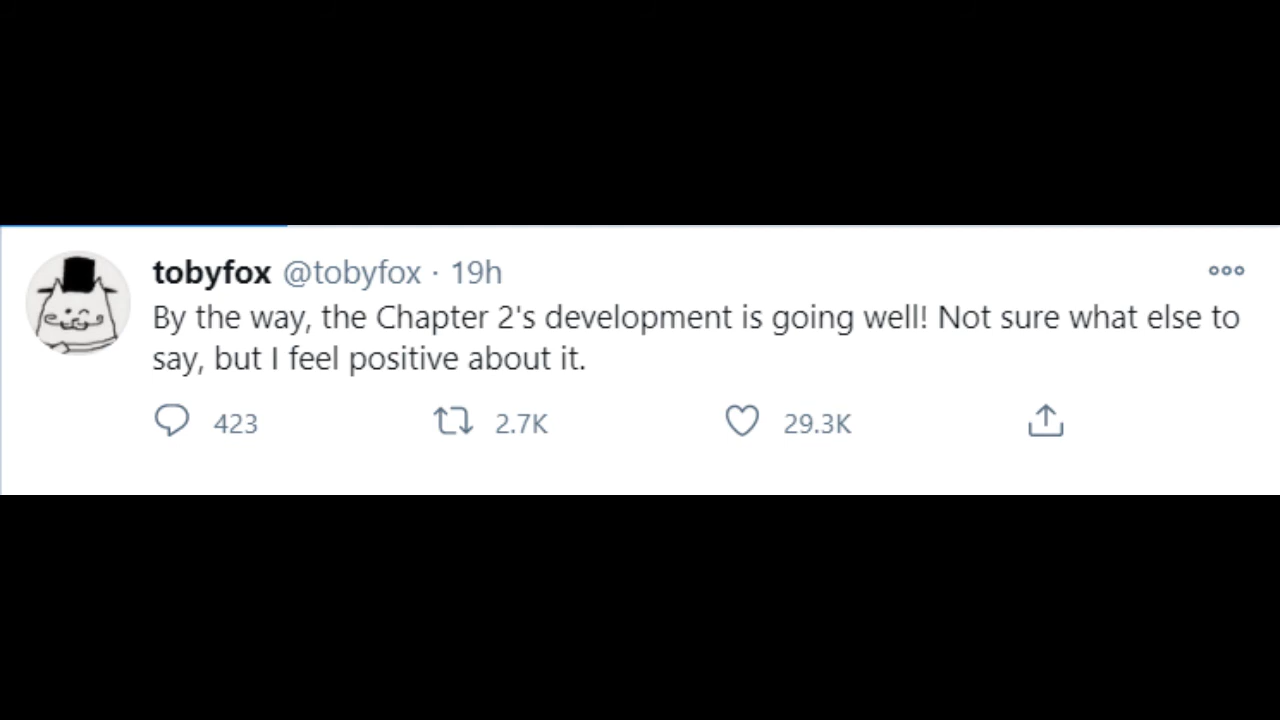 tobyfox @tobyfox · 19h
By the way, the Chapter 2's development is going well! Not sure what else to
say, but I feel positive about it.
423 2.7K 29.3K